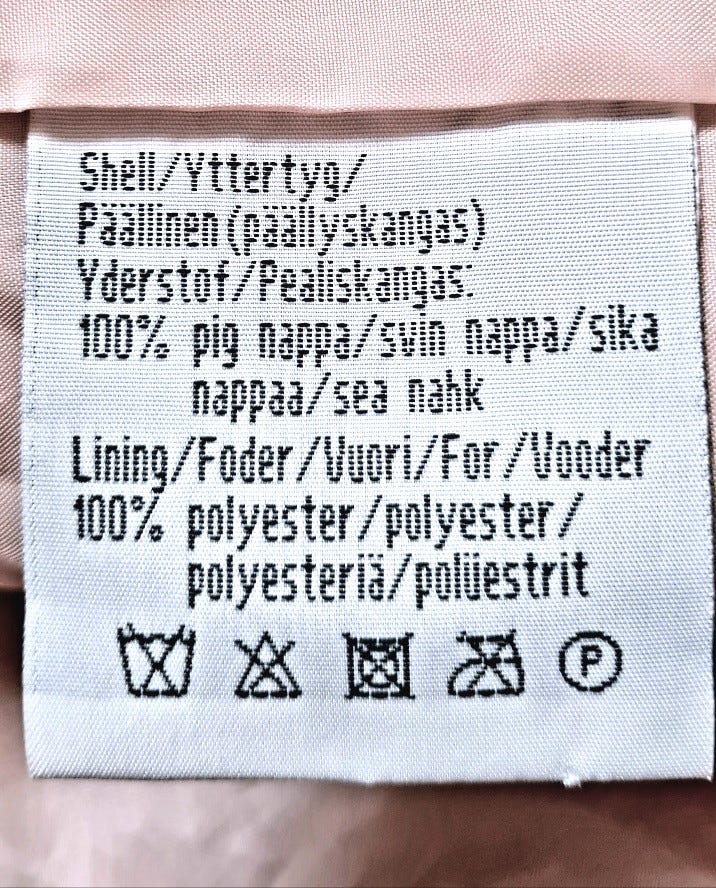 Shell/Yttertyg/
Päällinen (päällyskangas)
Yderstof/Pealiskangas:
100% pig nappa/svin nappa/sika
nappaa/sea nahk
Lining/Foder/Vuori/For/Vooder
100% polyester/polyester/
polyesteriä/polüestrit
P